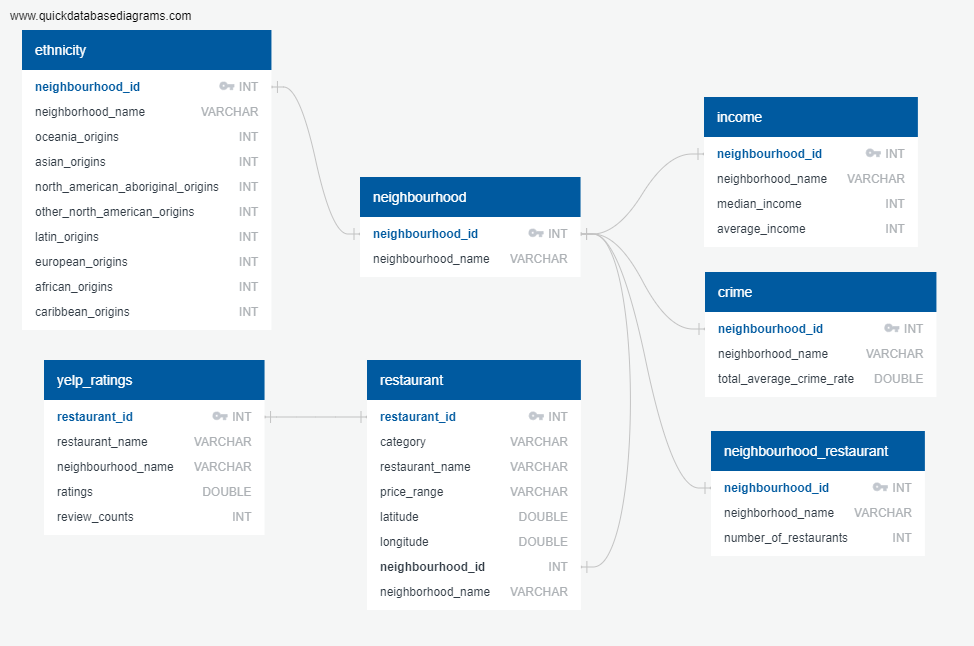 www.quickdatabasediagrams.com
ethnicity
neighbourhood_id INT
neighborhood_name VARCHAR
oceania_origins INT
asian_origins INT
north_american_aboriginal_origins INT
other_north_american_origins INT
latin_origins INT
european_origins INT
african_origins INT
caribbean_origins INT
neighbourhood
neighbourhood_id INT
neighbourhood_name VARCHAR
income
neighbourhood_id INT
neighborhood_name VARCHAR
median_income INT
average_income INT
crime
neighbourhood_id INT
neighborhood_name VARCHAR
total_average_crime_rate DOUBLE
yelp_ratings
restaurant_id INT
restaurant_name VARCHAR
neighbourhood_name VARCHAR
ratings DOUBLE
review_counts INT
restaurant
restaurant_id INT
category VARCHAR
restaurant_name VARCHAR
price_range VARCHAR
latitude DOUBLE
longitude DOUBLE
neighbourhood_id INT
neighborhood_name VARCHAR
neighbourhood_restaurant
neighbourhood_id INT
neighborhood_name VARCHAR
number_of_restaurants INT